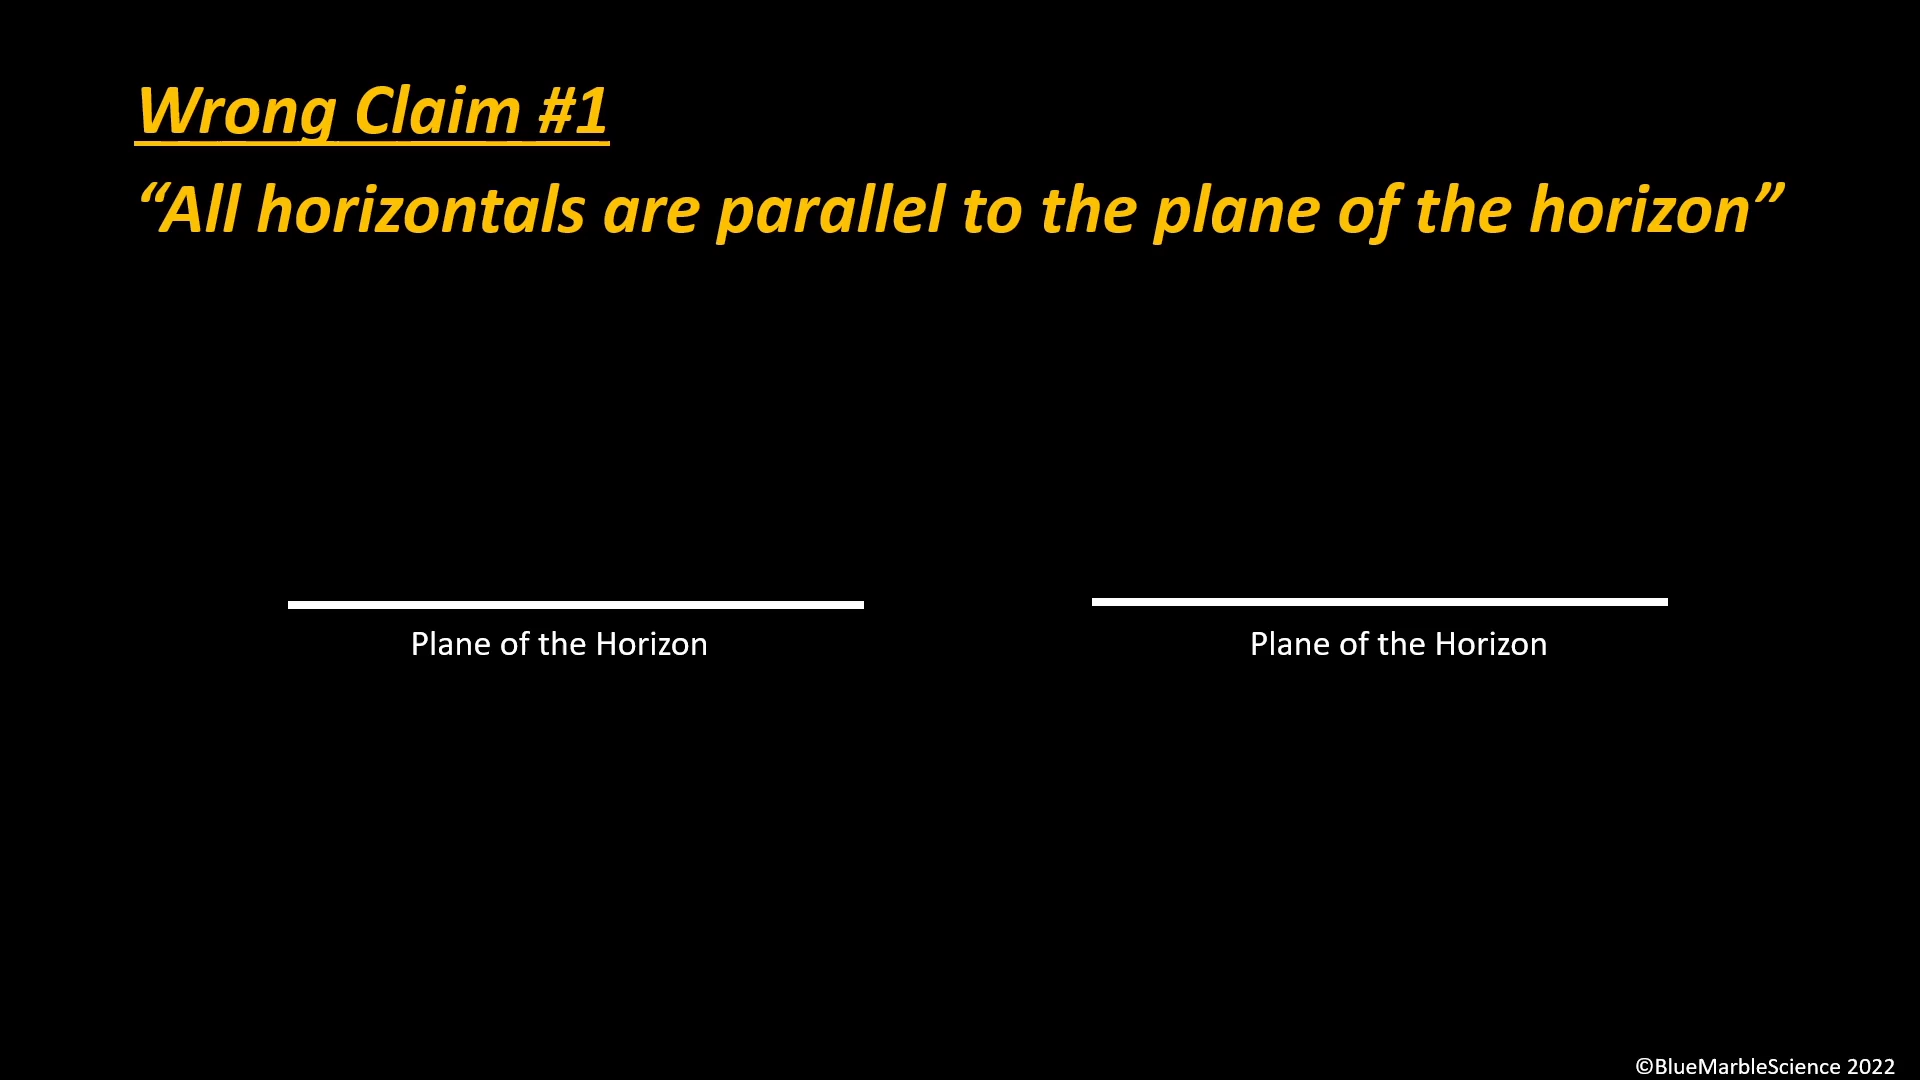 Wrong Claim #1
“All horizontals are parallel to the plane of the horizon”
Plane of the Horizon
Plane of the Horizon
©BlueMarbleScience 2022